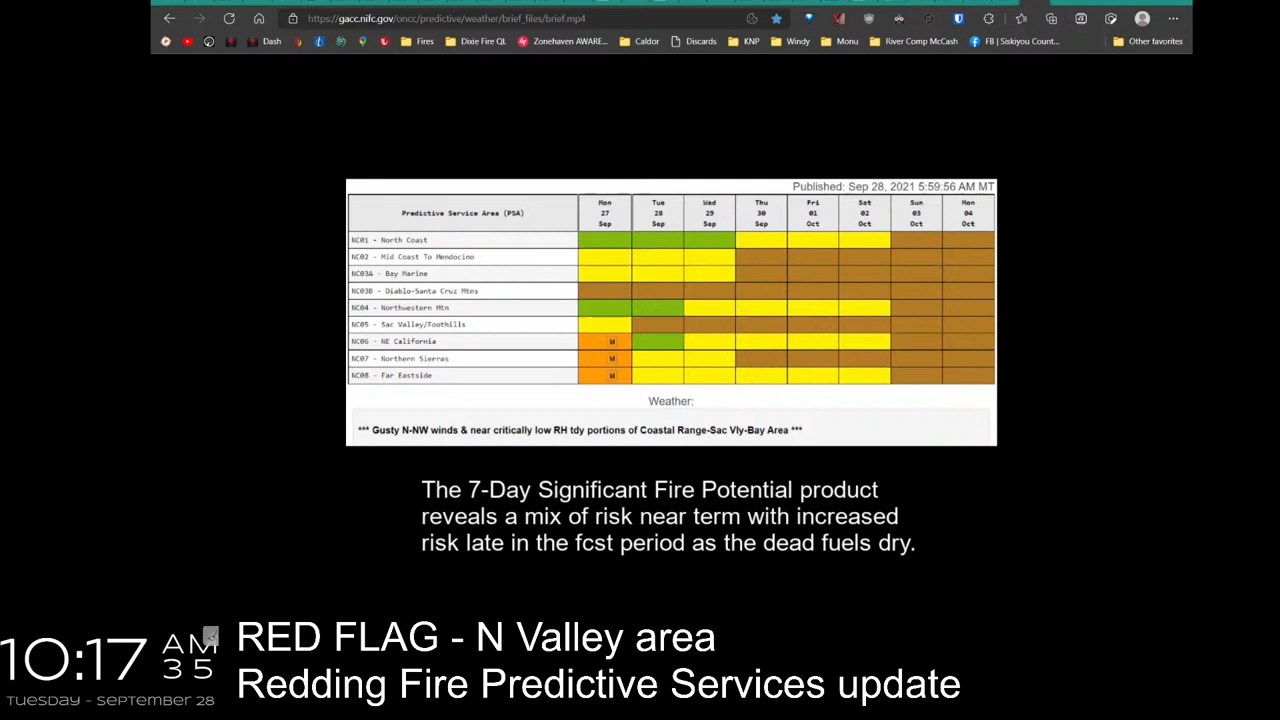 https://gacc.nifc.gov/oncc/predictive/weather/brief_files/brief.mp4
Dash
Fires
Dixie Fire QL
Zonehaven AWARE...
Caldor
Discards
KNP
Windy
Monu
River Comp McCash
FB | Siskiyou Count...
Other favorites
Published: Sep 28, 2021 5:59:56 AM MT
Predictive Service Area (PSA)
Mon 27 Sep
Tue 28 Sep
Wed 29 Sep
Thu 30 Sep
Fri 01 Oct
Sat 02 Oct
Sun 03 Oct
Mon 04 Oct
NC01 - North Coast
NC02 - Mid Coast To Mendocino
NC03A - Bay Marine
NC03B - Diablo-Santa Cruz Mtns
NC04 - Northwestern Mtn
NC05 - Sac Valley/Foothills
NC06 - NE California W
NC07 - Northern Sierras W
NC08 - Far Eastside W
Weather:
*** Gusty N-NW winds & near critically low RH tdy portions of Coastal Range-Sac Vly-Bay Area ***
The 7-Day Significant Fire Potential product
reveals a mix of risk near term with increased
risk late in the fcst period as the dead fuels dry.
10:17 AM 35
TUESDAY - SEPTEMBER 28
RED FLAG - N Valley area
Redding Fire Predictive Services update